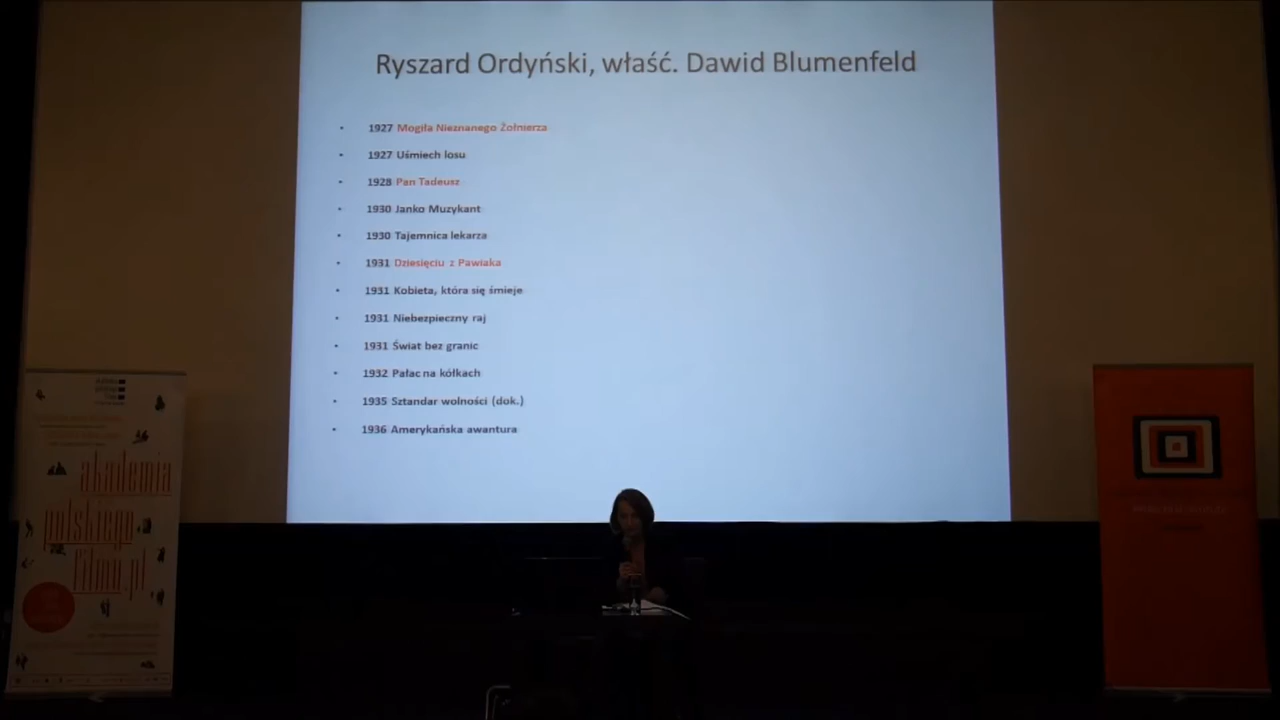 Ryszard Ordyński, właść. Dawid Blumenfeld
• 1927 Mogiła Nieznanego Żołnierza
• 1927 Uśmiech losu
• 1928 Pan Tadeusz
• 1930 Janko Muzykant
• 1930 Tajemnica lekarza
• 1931 Dziesięciu z Pawiaka
• 1931 Kobieta, która się śmieje
• 1931 Niebezpieczny raj
• 1931 Świat bez granic
• 1932 Pałac na kółkach
• 1935 Sztandar wolności (dok.)
• 1936 Amerykańska awantura
akademia
polskiego
filmu.pl